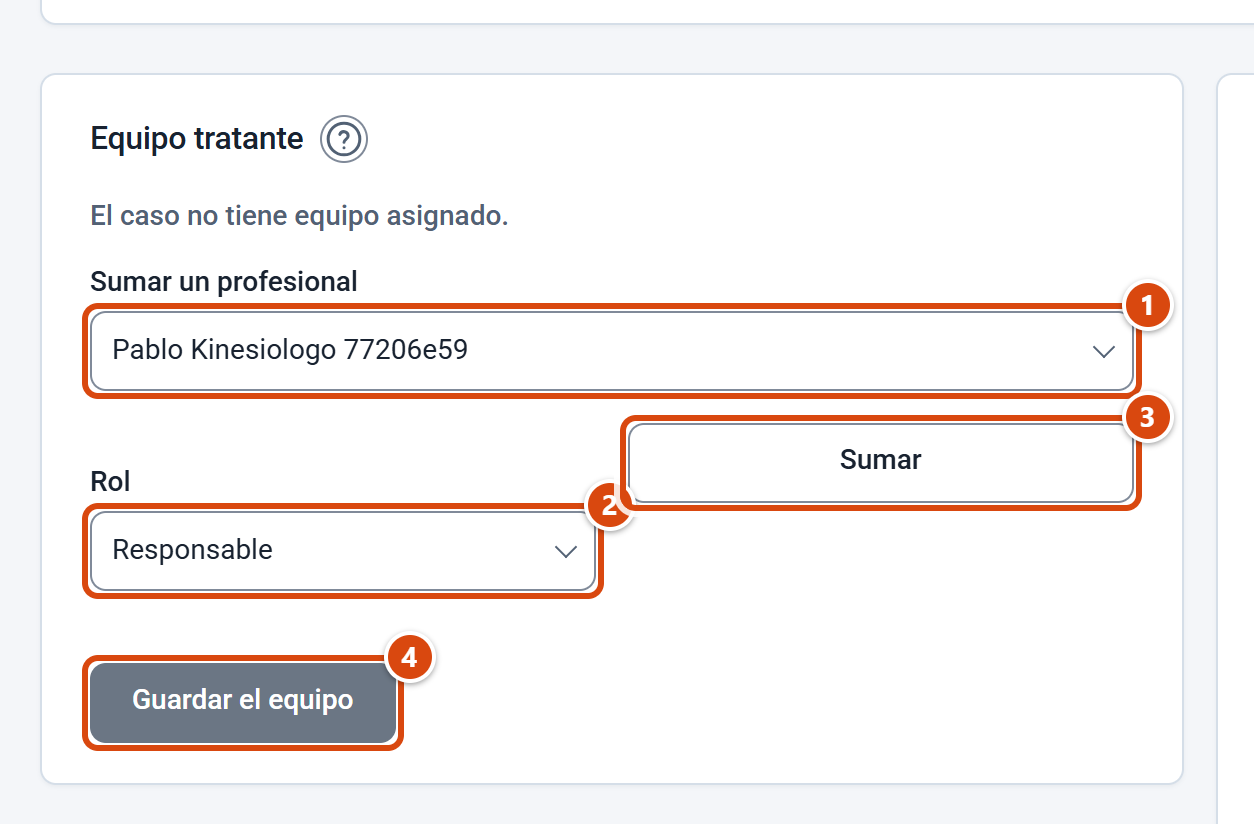 Equipo tratante ?
El caso no tiene equipo asignado.
Sumar un profesional
1
Pablo Kinesiologo 77206e59
3
Sumar
Rol
2
Responsable
4
Guardar el equipo